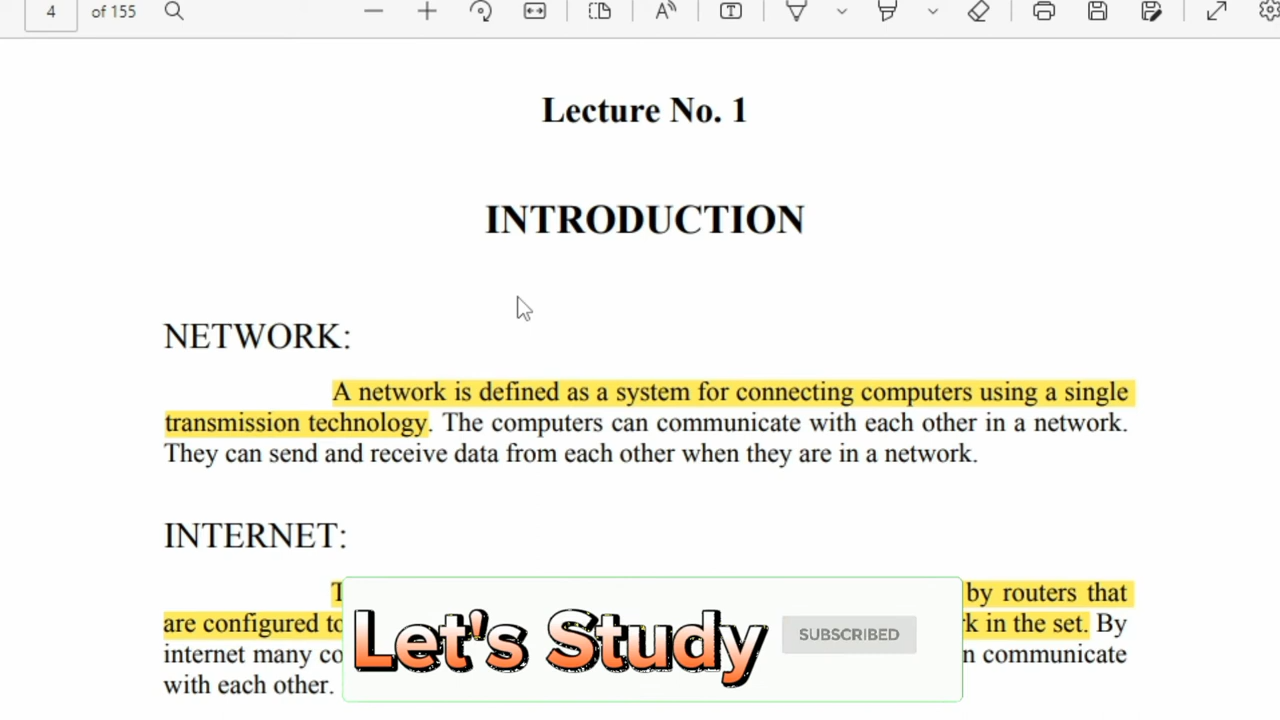 4 of 155
Lecture No. 1
INTRODUCTION
NETWORK:
A network is defined as a system for connecting computers using a single
transmission technology. The computers can communicate with each other in a network.
They can send and receive data from each other when they are in a network.
INTERNET:
by routers that
are configured in the set. By
internet many communicate
with each other.
Let's Study SUBSCRIBED